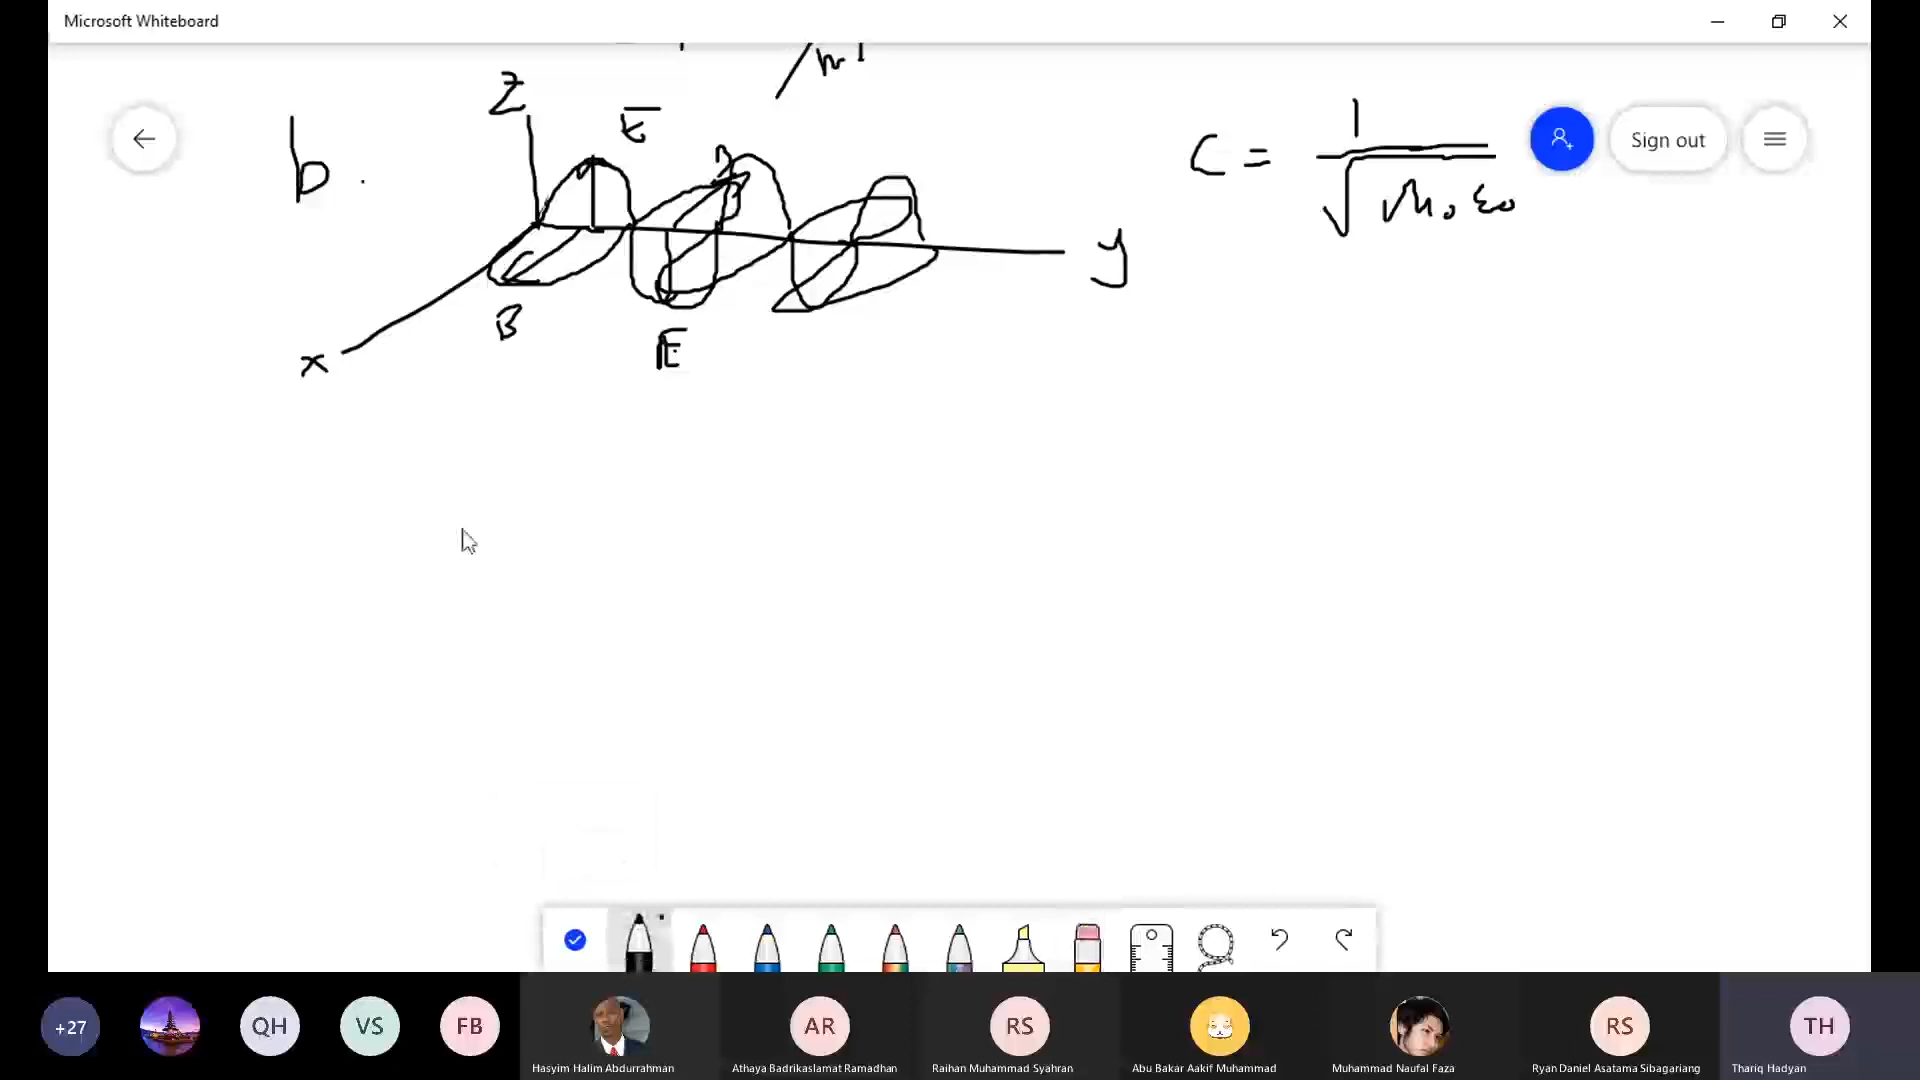 Microsoft Whiteboard
b.
Z
E
B
y
B
E
x
C = 1 / √μ₀ε₀
Sign out
+27
QH
VS
FB
AR
RS
RS
TH
Hasyim Halim Abdurrahman
Athaya Badrikaslamat Ramadhan
Raihan Muhammad Syahran
Abu Bakar Aakif Muhammad
Muhammad Naufal Faza
Ryan Daniel Asatama Sibagariang
Thariq Hadyan